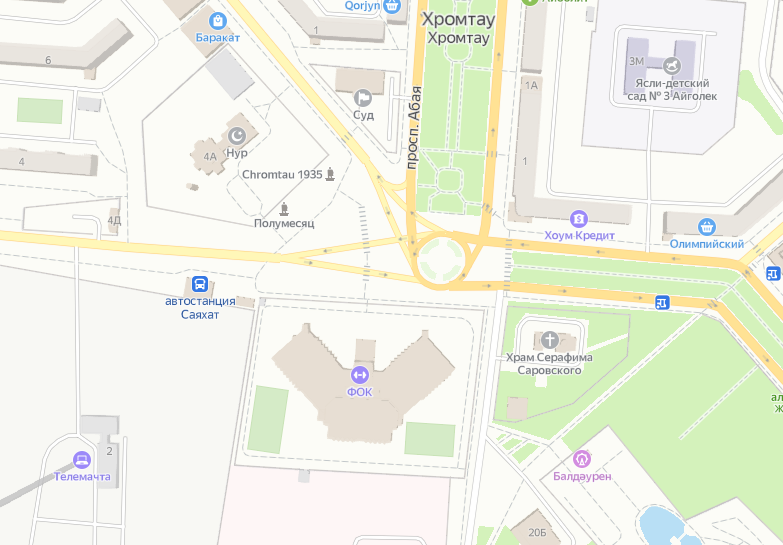 Qorjyn
Хромтау
Хромтау
Баракат
1
6
1А
3М
Ясли-детский
сад № 3 Айголек
Суд
просп. Абая
4А
Нур
4
1
Chromtau 1935
4Д
Полумесяц
Хоум Кредит
Олимпийский
автостанция
Саяхат
Храм Серафима
Саровского
ФОК
2
Телемачта
Балдәурен
20Б